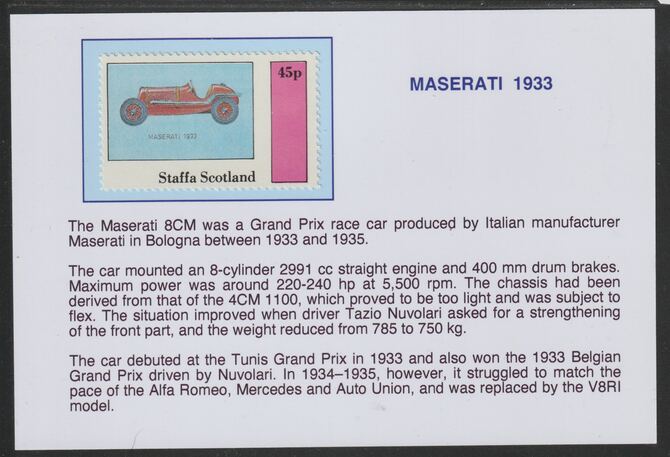 45p
MASERATI 1933
MASERATI 1933
Staffa Scotland
The Maserati 8CM was a Grand Prix race car produced by Italian manufacturer
Maserati in Bologna between 1933 and 1935.
The car mounted an 8-cylinder 2991 cc straight engine and 400 mm drum brakes.
Maximum power was around 220-240 hp at 5,500 rpm. The chassis had been
derived from that of the 4CM 1100, which proved to be too light and was subject to
flex. The situation improved when driver Tazio Nuvolari asked for a strengthening
of the front part, and the weight reduced from 785 to 750 kg.
The car debuted at the Tunis Grand Prix in 1933 and also won the 1933 Belgian
Grand Prix driven by Nuvolari. In 1934–1935, however, it struggled to match the
pace of the Alfa Romeo, Mercedes and Auto Union, and was replaced by the V8RI
model.